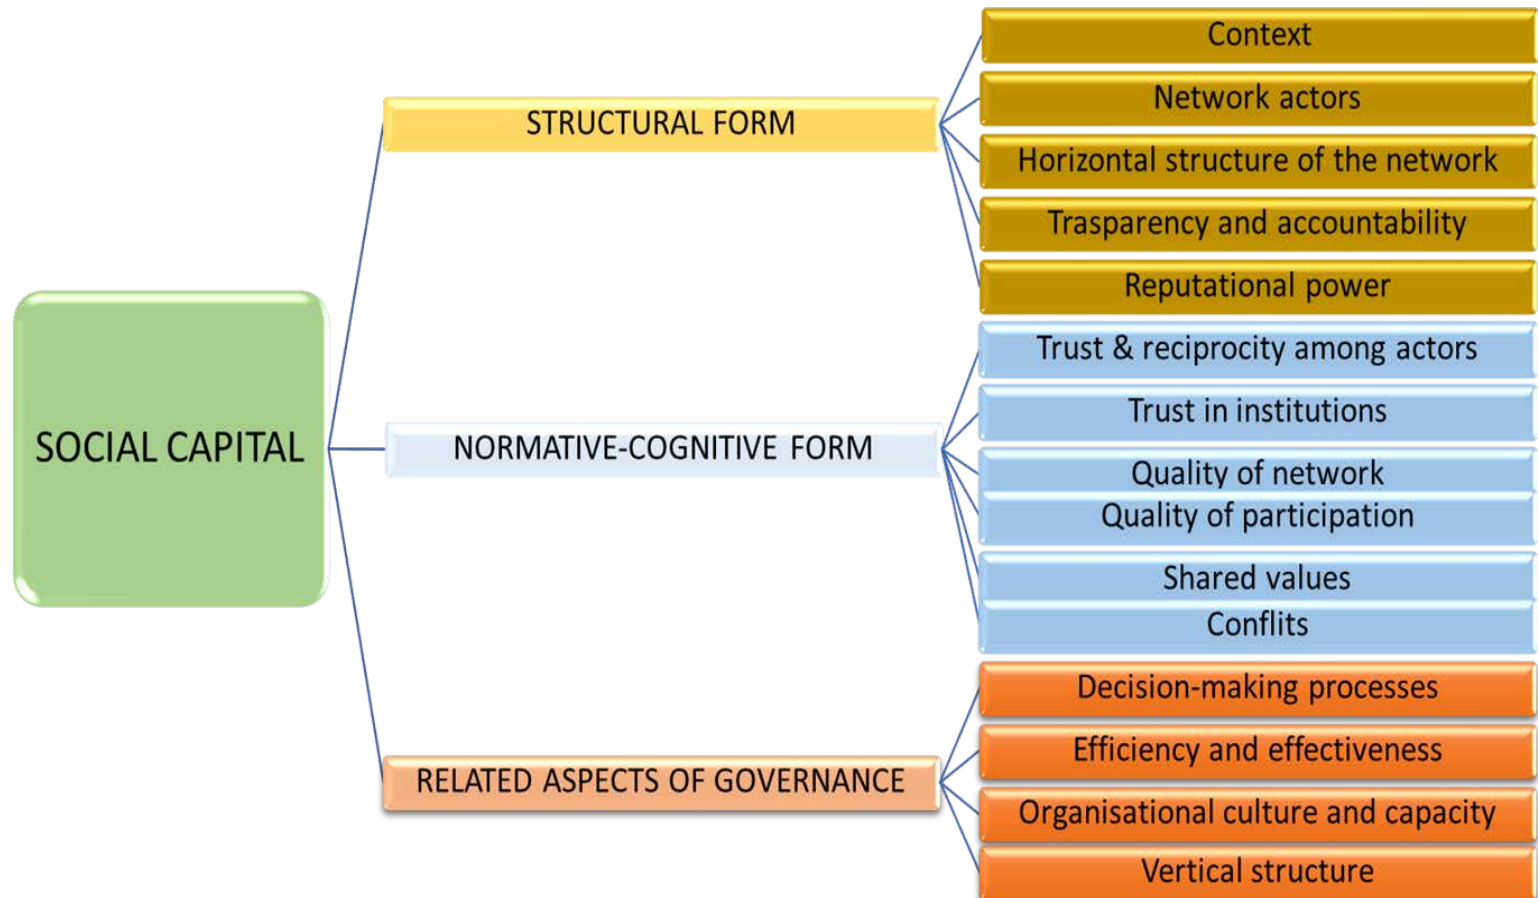 SOCIAL CAPITAL
STRUCTURAL FORM
Context
Network actors
Horizontal structure of the network
Trasparency and accountability
Reputational power
NORMATIVE-COGNITIVE FORM
Trust & reciprocity among actors
Trust in institutions
Quality of network
Quality of participation
Shared values
Conflits
RELATED ASPECTS OF GOVERNANCE
Decision-making processes
Efficiency and effectiveness
Organisational culture and capacity
Vertical structure